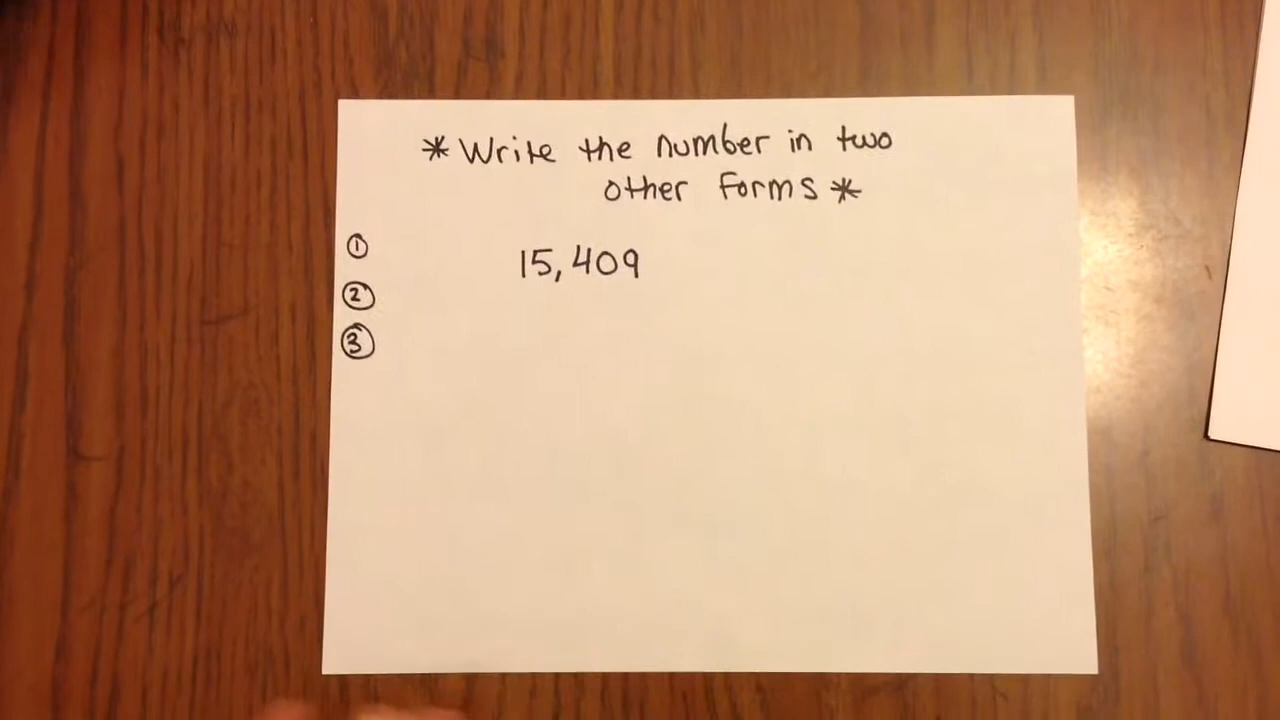 *Write the number in two
other forms*
① 15,409
②
③